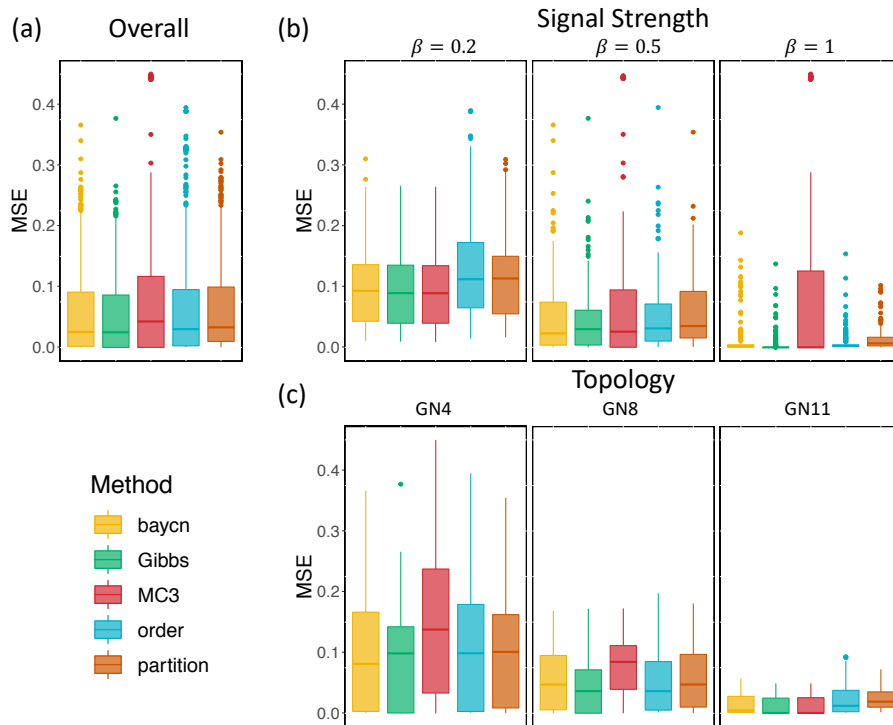 (a) Overall
(b) Signal Strength
β = 0.2 β = 0.5 β = 1
MSE
0.4
0.3
0.2
0.1
0.0
MSE
0.4
0.3
0.2
0.1
0.0
(c) Topology
GN4 GN8 GN11
MSE
0.4
0.3
0.2
0.1
0.0
Method
baycn
Gibbs
MC3
order
partition